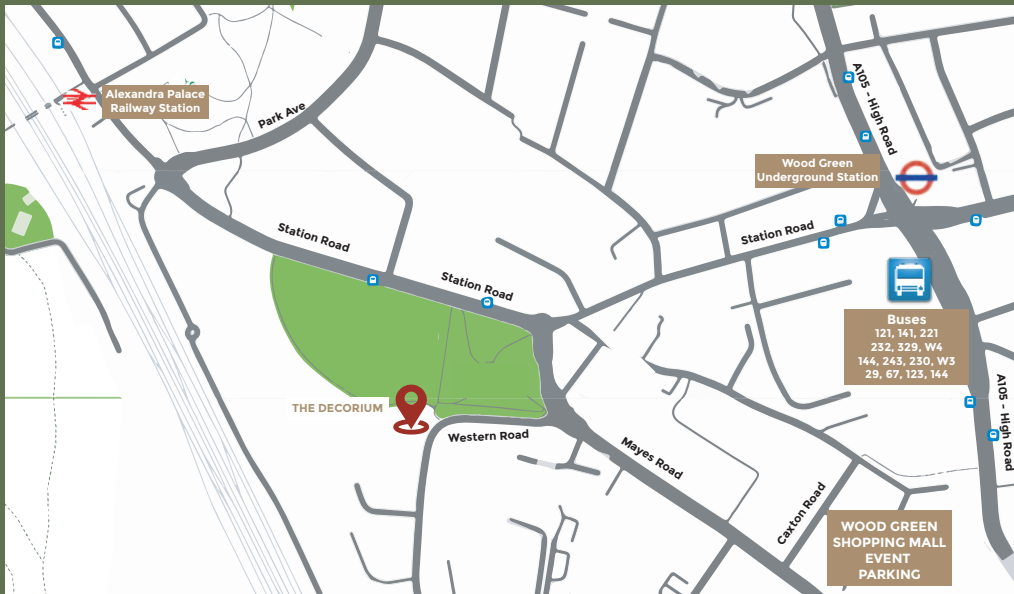 Alexandra Palace
Railway Station
Park Ave
A105 - High Road
Wood Green
Underground Station
Station Road
Station Road
Station Road
Buses
121, 141, 221
232, 329, W4
144, 243, 230, W3
29, 67, 123, 144
THE DECORIUM
Western Road
A105 - High Road
Mayes Road
Caxton Road
WOOD GREEN
SHOPPING MALL
EVENT
PARKING